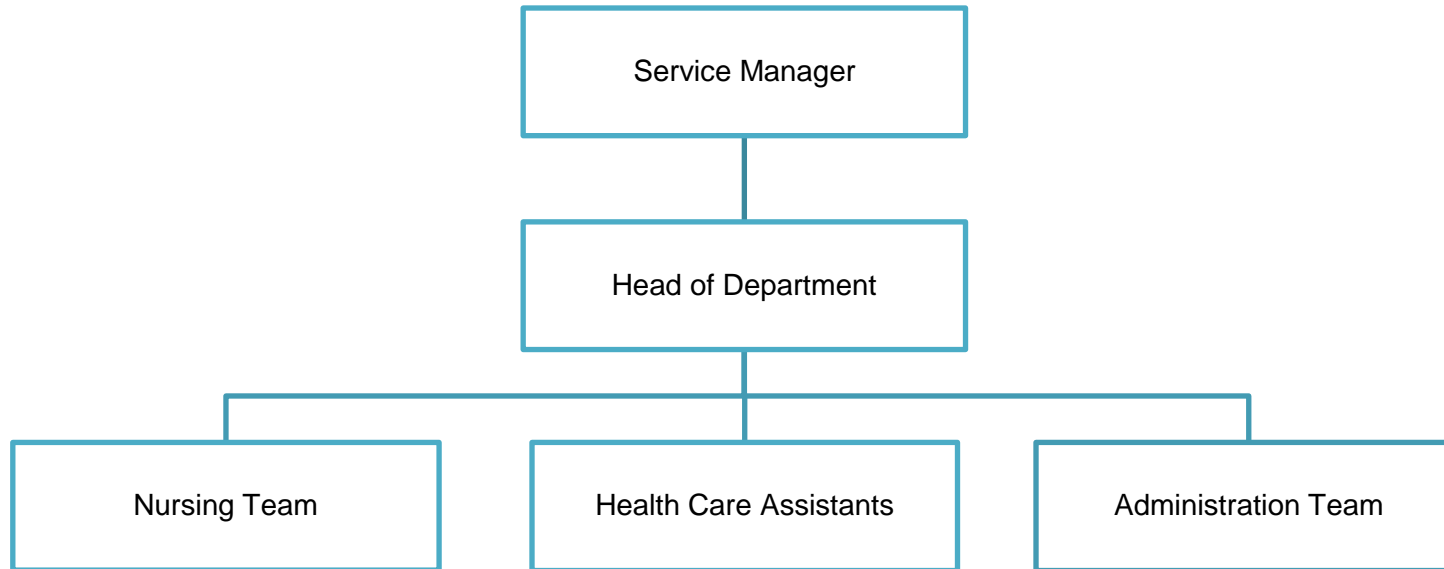 Service Manager
Head of Department
Nursing Team
Health Care Assistants
Administration Team